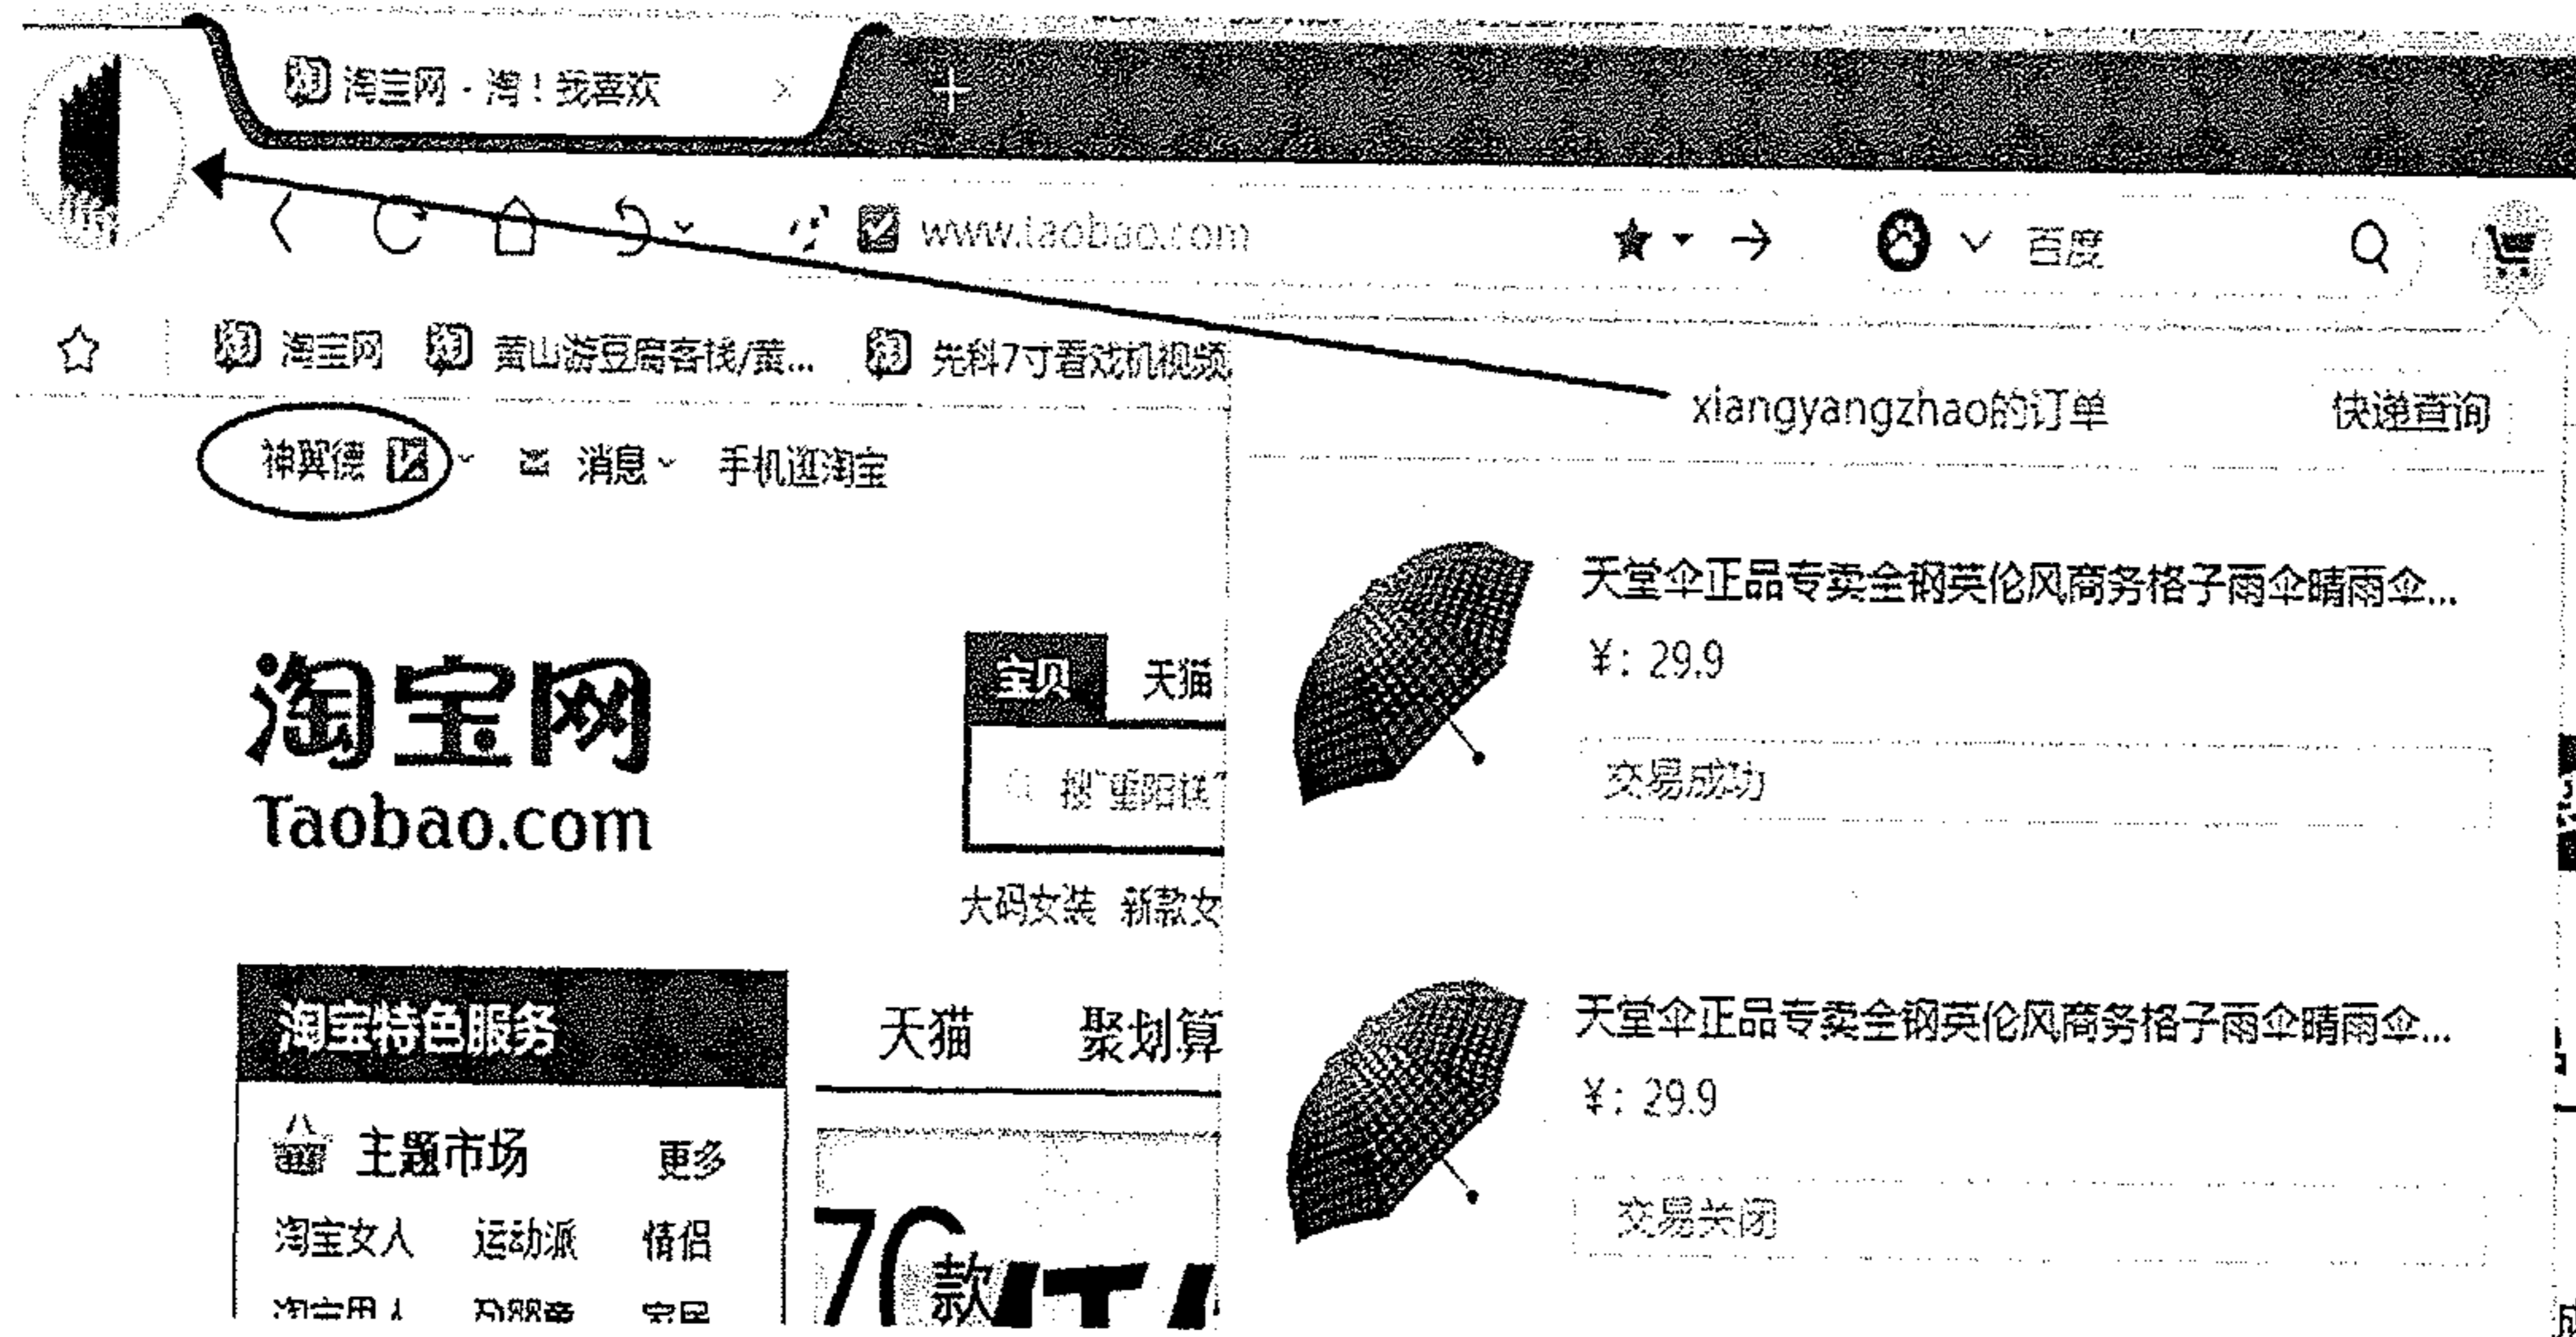 淘宝网 · 淘！我喜欢
www.taobao.com
百度
淘宝网 黄山游豆眉客栈/黄... 先科7寸看戏机视频
xiangyangzhao的订单 快递查询
神翼德 消息 手机逛淘宝
天堂伞正品专卖全钢英伦风商务格子雨伞晴雨伞...
¥: 29.9
交易成功
淘宝网
Taobao.com
宝贝 天猫
搜"重阳
大码女装 新款女
天堂伞正品专卖全钢英伦风商务格子雨伞晴雨伞...
¥: 29.9
交易关闭
淘宝特色服务
天猫 聚划算
主题市场 更多
淘宝女人 运动派 情侣
款